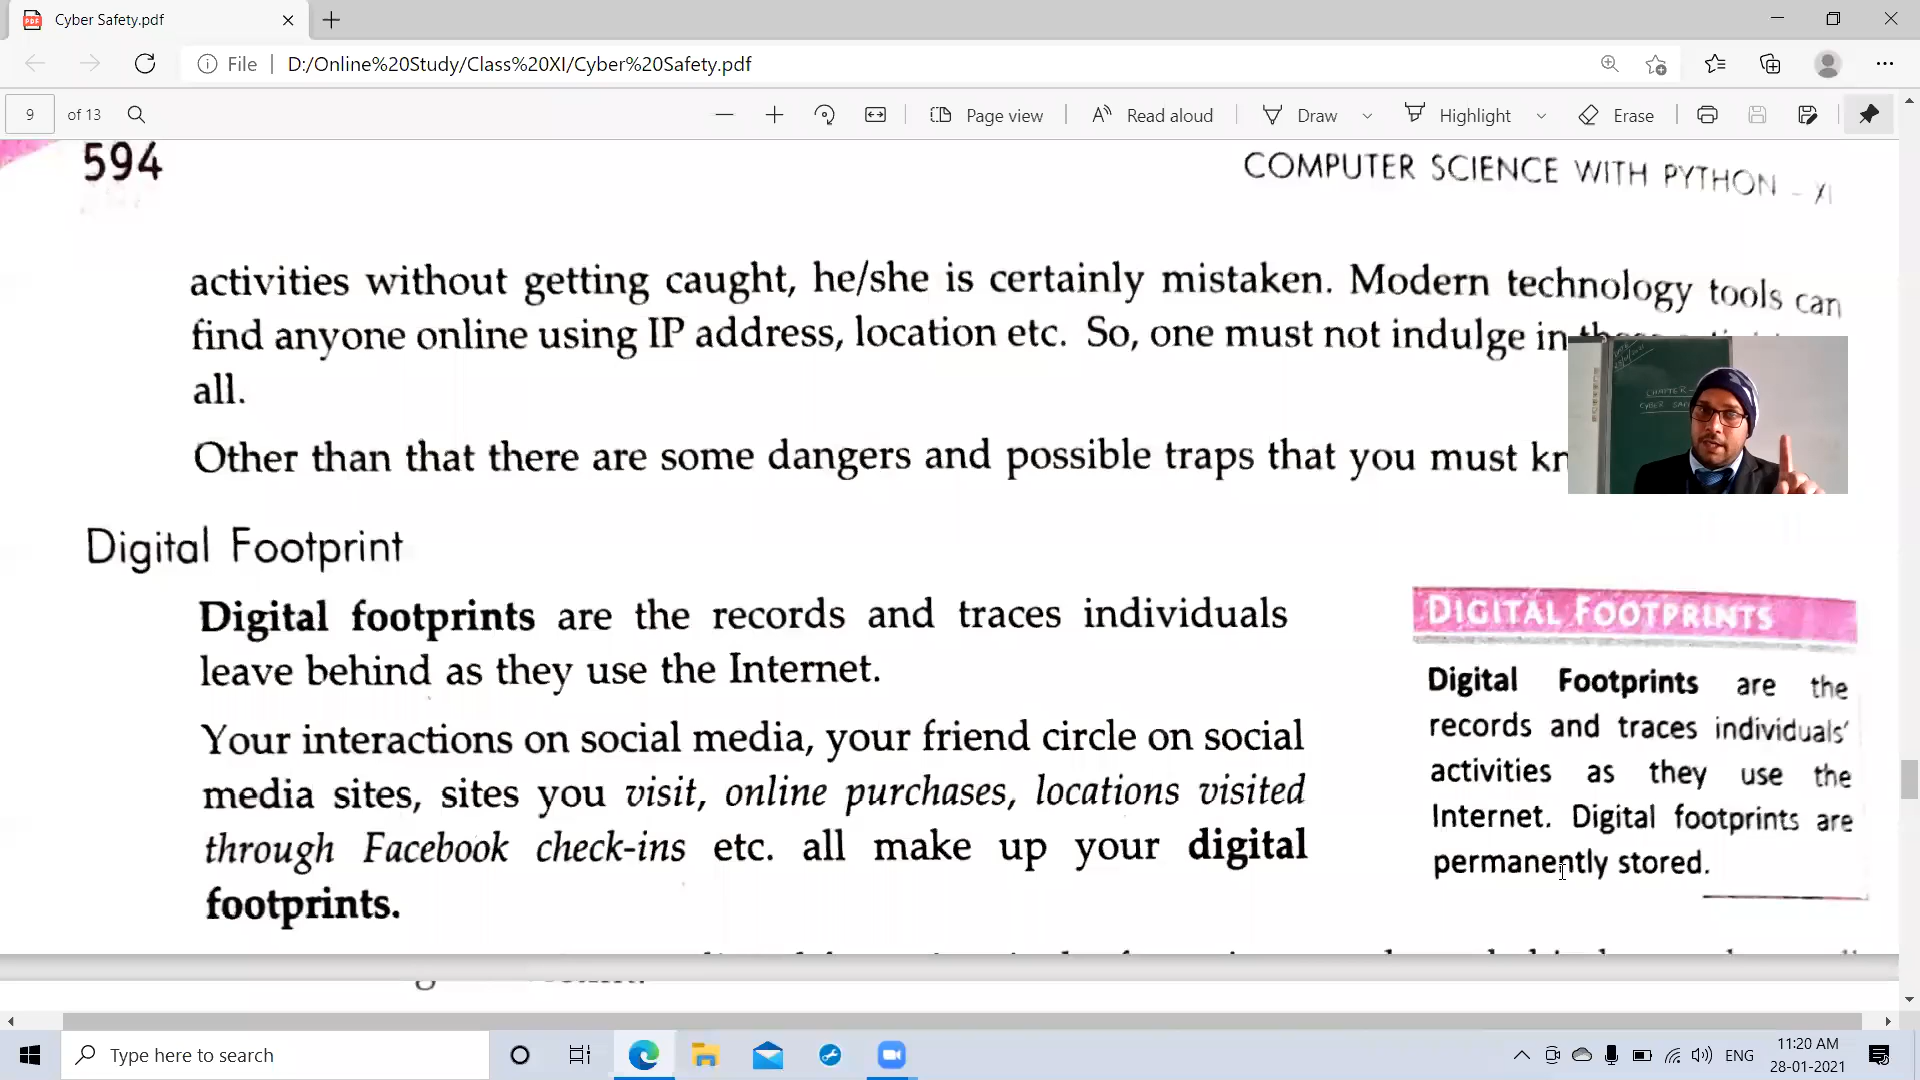 Cyber Safety.pdf
File
D:/Online%20Study/Class%20XI/Cyber%20Safety.pdf
9 of 13
Page view
Read aloud
Draw
Highlight
Erase
594
COMPUTER SCIENCE WITH PYTHON – XI
activities without getting caught, he/she is certainly mistaken. Modern technology tools can
find anyone online using IP address, location etc. So, one must not indulge in
all.
Other than that there are some dangers and possible traps that you must
Digital Footprint
Digital footprints are the records and traces individuals
leave behind as they use the Internet.
Your interactions on social media, your friend circle on social
media sites, sites you visit, online purchases, locations visited
through Facebook check-ins etc. all make up your digital
footprints.
DIGITAL FOOTPRINTS
Digital Footprints are the
records and traces individuals'
activities as they use the
Internet. Digital footprints are
permanently stored.
CHAPTER
CYBER
Type here to search
ENG
11:20 AM
28-01-2021